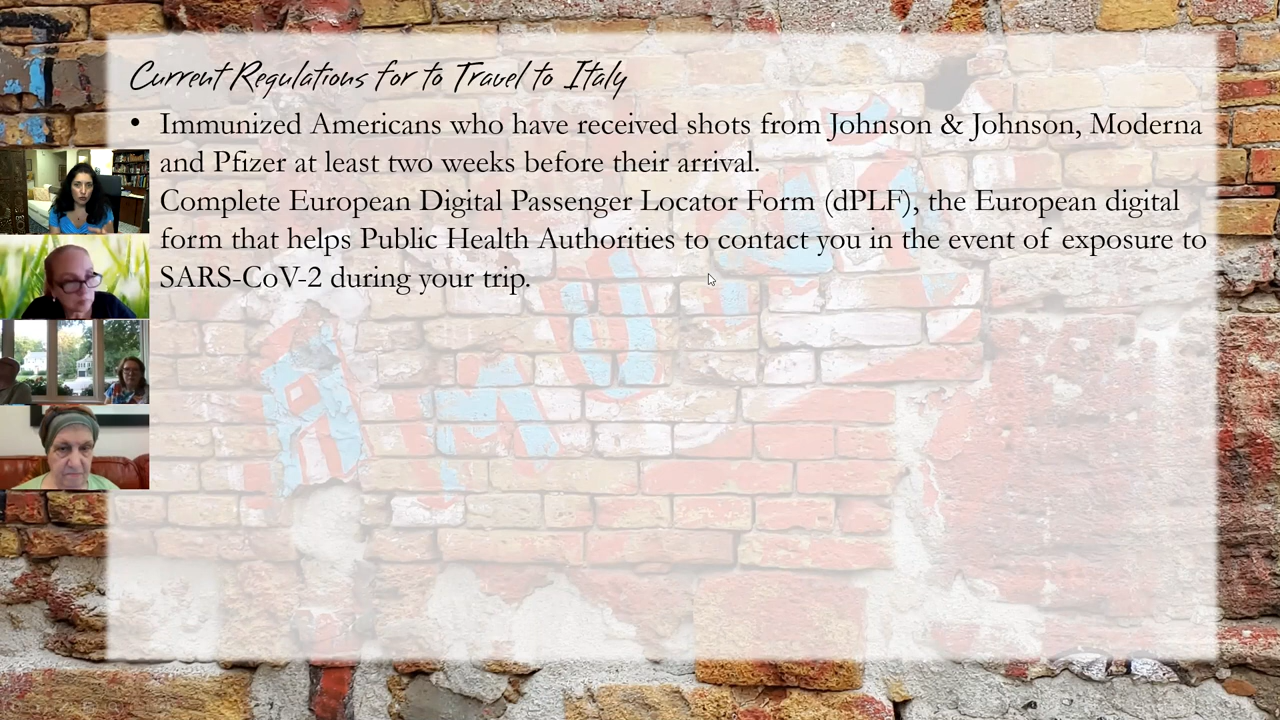 Current Regulations for to Travel to Italy
• Immunized Americans who have received shots from Johnson & Johnson, Moderna
and Pfizer at least two weeks before their arrival.
Complete European Digital Passenger Locator Form (dPLF), the European digital
form that helps Public Health Authorities to contact you in the event of exposure to
SARS-CoV-2 during your trip.